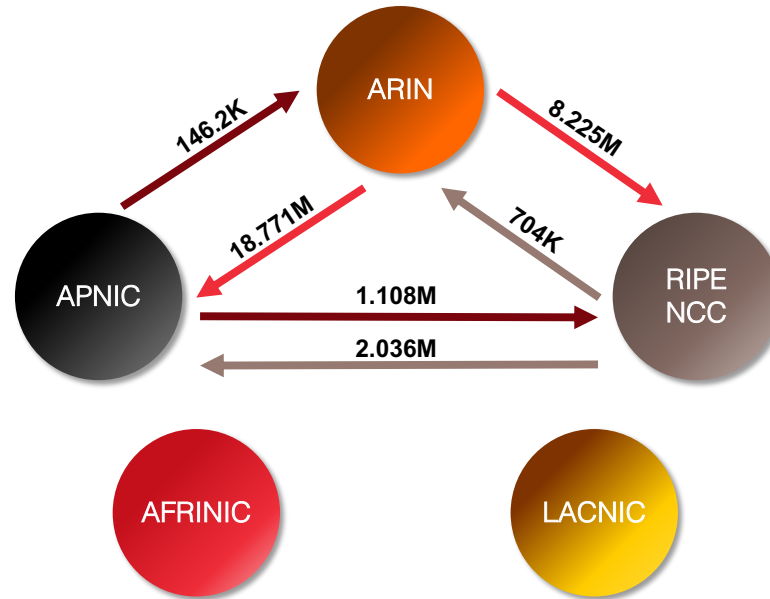 ARIN
146.2K
8.225M
18.771M
704K
APNIC
1.108M
RIPE
NCC
2.036M
AFRINIC
LACNIC